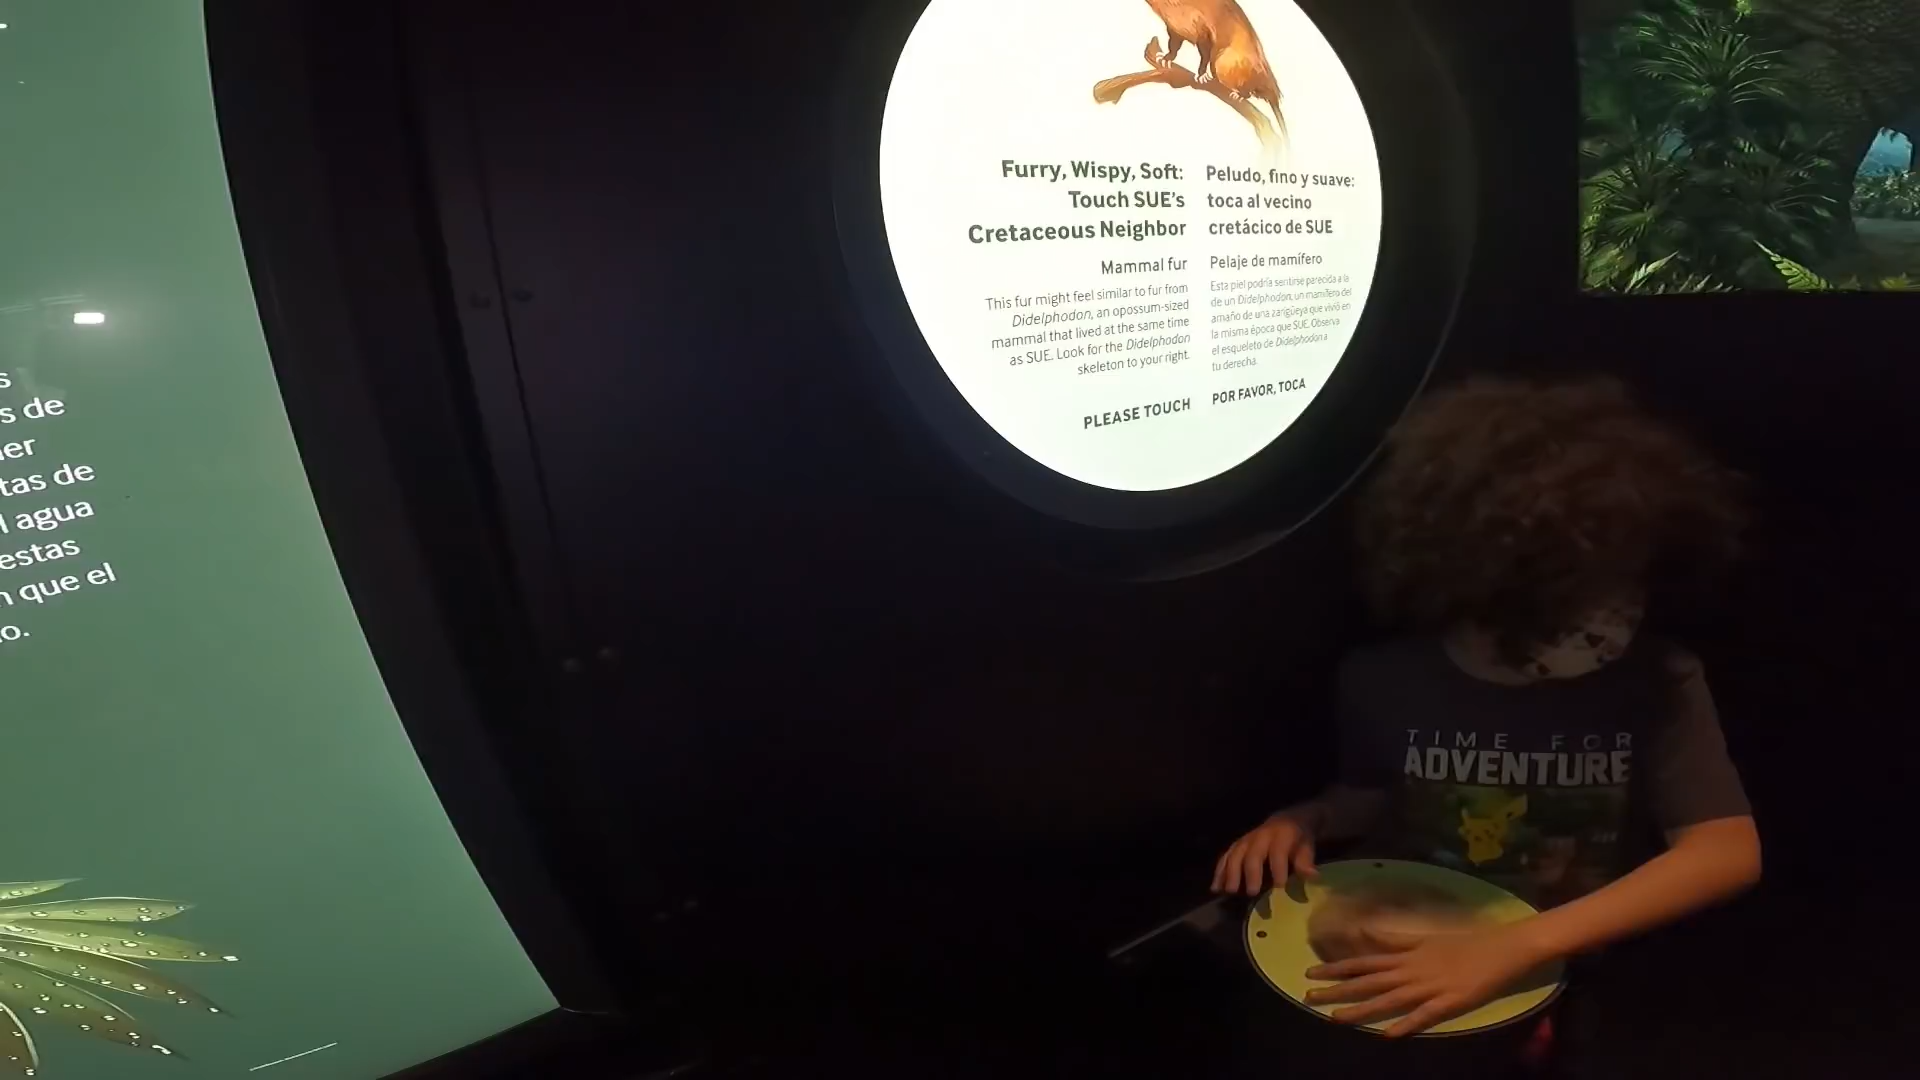 s
s de
er
tas de
l agua
estas
n que el
o.
Furry, Wispy, Soft:
Touch SUE's
Cretaceous Neighbor
Mammal fur
This fur might feel similar to fur from
Didelphodon, an opossum-sized
mammal that lived at the same time
as SUE. Look for the Didelphodon
skeleton to your right.
PLEASE TOUCH
Peludo, fino y suave:
toca al vecino
cretácico de SUE
Pelaje de mamífero
Esta piel podría sentirse parecida a la
de un Didelphodon, un mamífero del
amaño de una zarigüeya que vivió en
la misma época que SUE. Observa
el esqueleto de Didelphodon a
tu derecha.
POR FAVOR, TOCA
TIME FOR
ADVENTURE